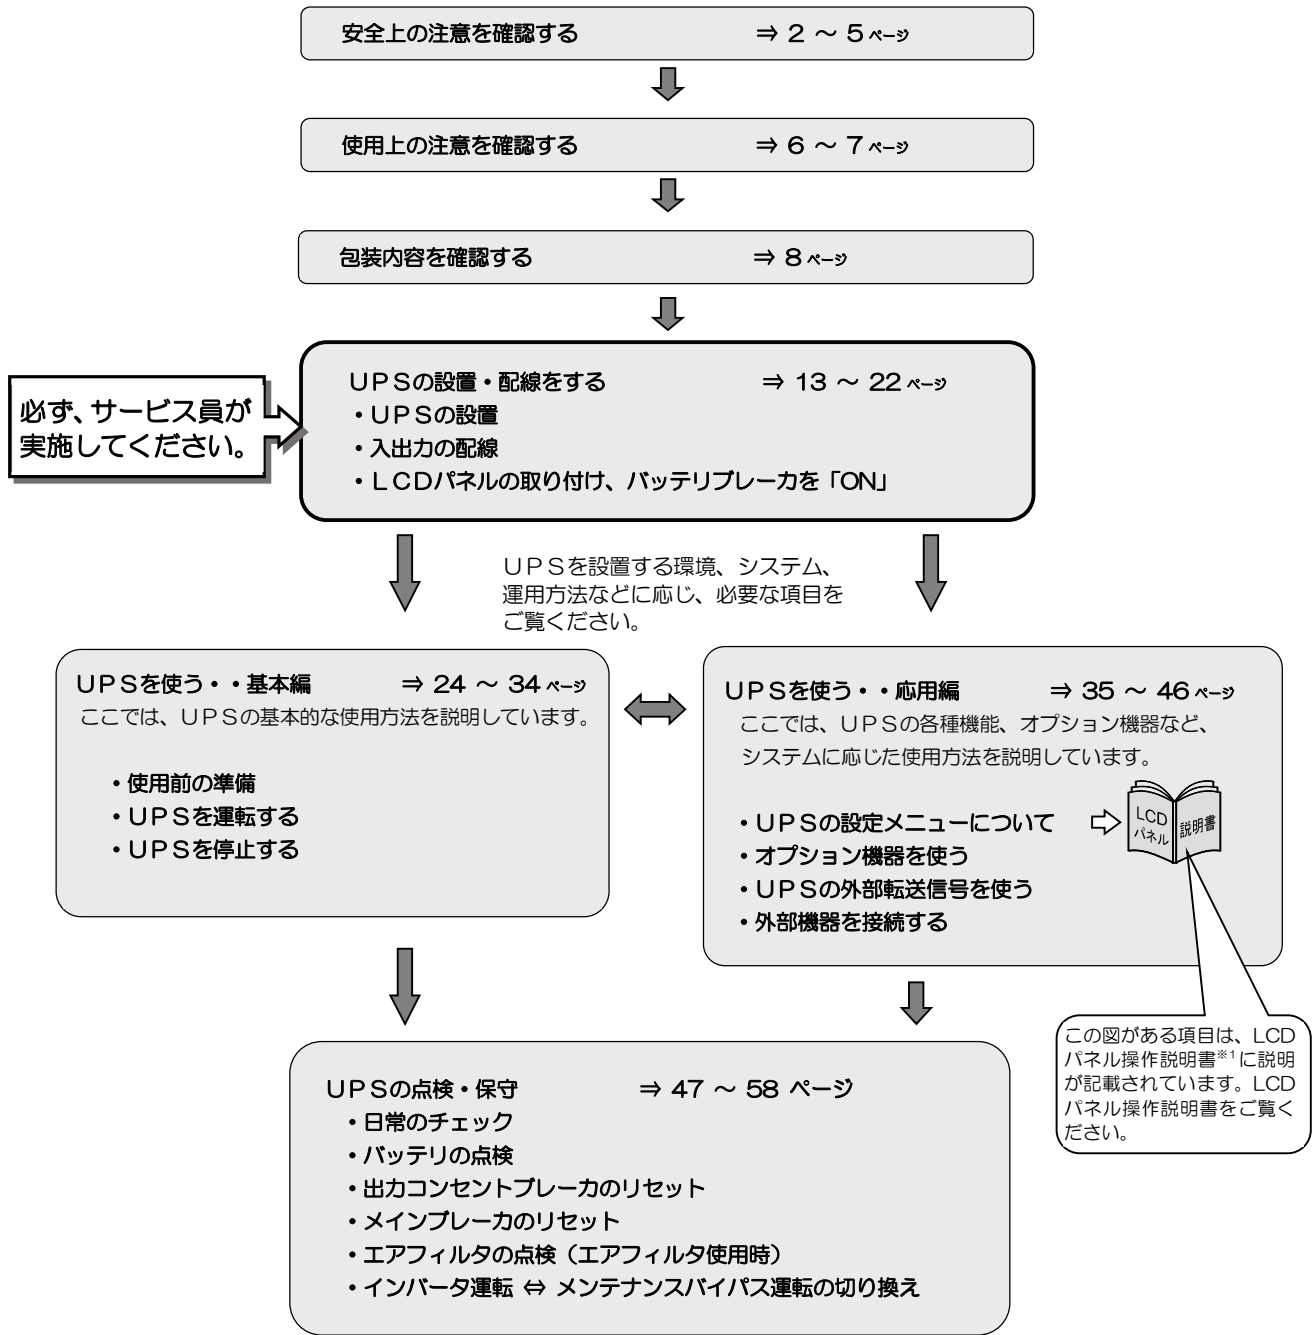 安全上の注意を確認する ⇒ 2 ～ 5 ページ
使用上の注意を確認する ⇒ 6 ～ 7 ページ
包装内容を確認する ⇒ 8 ページ
必ず、サービス員が
実施してください。
ＵＰＳの設置・配線をする ⇒ 13 ～ 22 ページ
・ＵＰＳの設置
・入出力の配線
・ＬＣＤパネルの取り付け、バッテリブレーカを「ON」
ＵＰＳを設置する環境、システム、
運用方法などに応じ、必要な項目を
ご覧ください。
ＵＰＳを使う・・基本編 ⇒ 24 ～ 34 ページ
ここでは、ＵＰＳの基本的な使用方法を説明しています。
・使用前の準備
・ＵＰＳを運転する
・ＵＰＳを停止する
ＵＰＳを使う・・応用編 ⇒ 35 ～ 46 ページ
ここでは、ＵＰＳの各種機能、オプション機器など、
システムに応じた使用方法を説明しています。
・ＵＰＳの設定メニューについて
・オプション機器を使う
・ＵＰＳの外部転送信号を使う
・外部機器を接続する
LCD
パネル
説明書
この図がある項目は、LCD
パネル操作説明書※1に説明
が記載されています。LCD
パネル操作説明書をご覧く
ださい。
ＵＰＳの点検・保守 ⇒ 47 ～ 58 ページ
・日常のチェック
・バッテリの点検
・出力コンセントブレーカのリセット
・メインブレーカのリセット
・エアフィルタの点検（エアフィルタ使用時）
・インバータ運転 ⇔ メンテナンスバイパス運転の切り換え